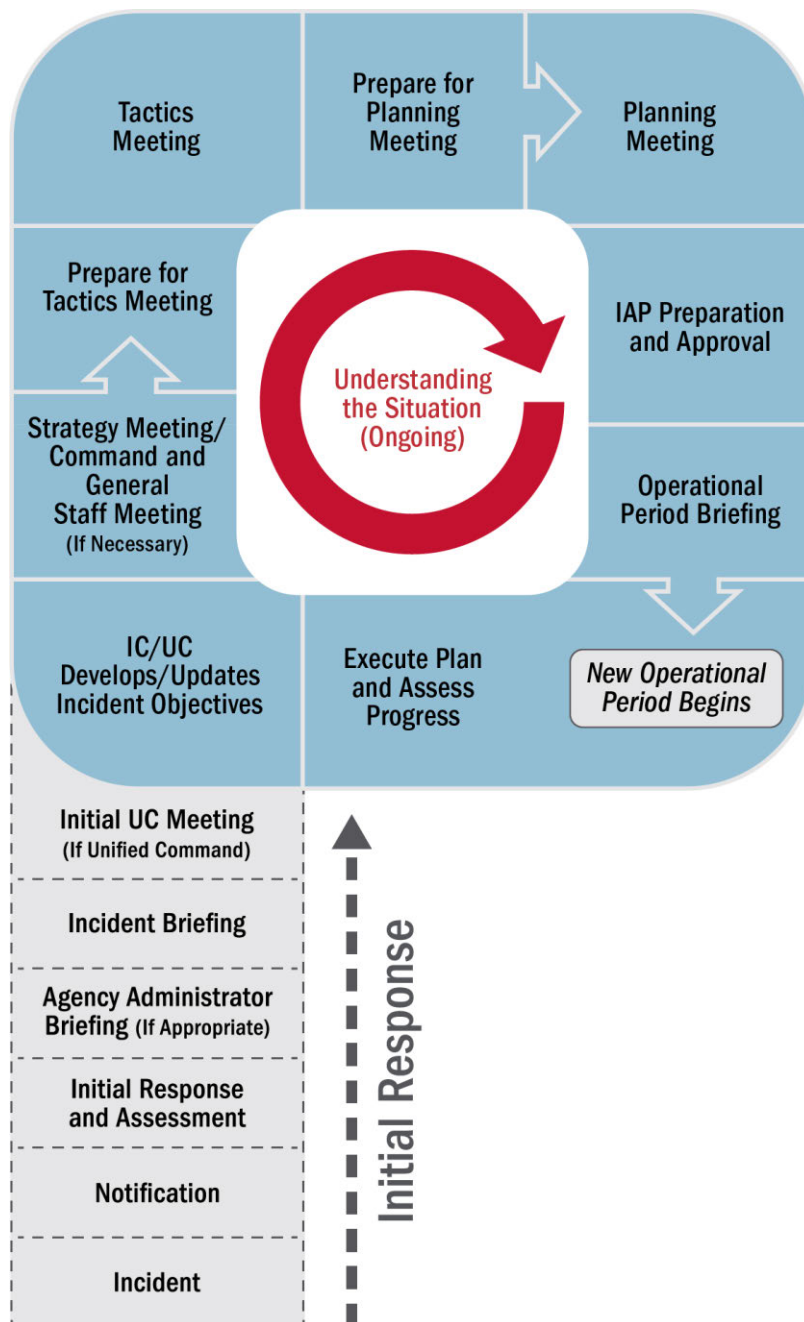 Tactics
Meeting
Prepare for
Planning
Meeting
Planning
Meeting
Prepare for
Tactics Meeting
Understanding
the Situation
(Ongoing)
IAP Preparation
and Approval
Strategy Meeting/
Command and
General
Staff Meeting
(If Necessary)
Operational
Period Briefing
IC/UC
Develops/Updates
Incident Objectives
Execute Plan
and Assess
Progress
New Operational
Period Begins
Initial UC Meeting
(If Unified Command)
Incident Briefing
Agency Administrator
Briefing (If Appropriate)
Initial Response
and Assessment
Notification
Incident
Initial Response